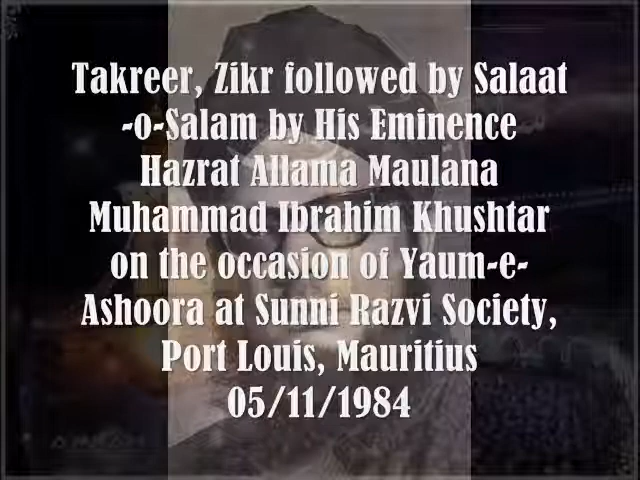 Takreer, Zikr followed by Salaat
-o-Salam by His Eminence
Hazrat Allama Maulana
Muhammad Ibrahim Khushtar
on the occasion of Yaum-e-
Ashoora at Sunni Razvi Society,
Port Louis, Mauritius
05/11/1984